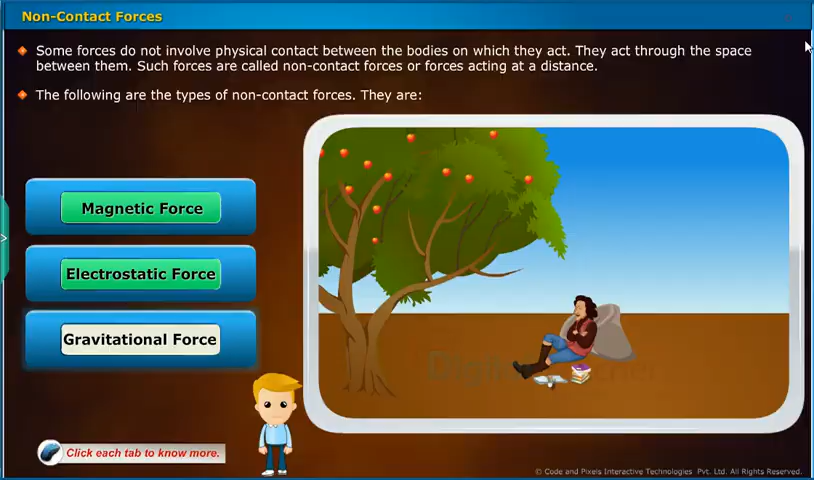 Non-Contact Forces
Some forces do not involve physical contact between the bodies on which they act. They act through the space
between them. Such forces are called non-contact forces or forces acting at a distance.
The following are the types of non-contact forces. They are:
Magnetic Force
Electrostatic Force
Gravitational Force
Click each tab to know more.
© Code and Pixels Interactive Technologies Pvt. Ltd. All Rights Reserved.